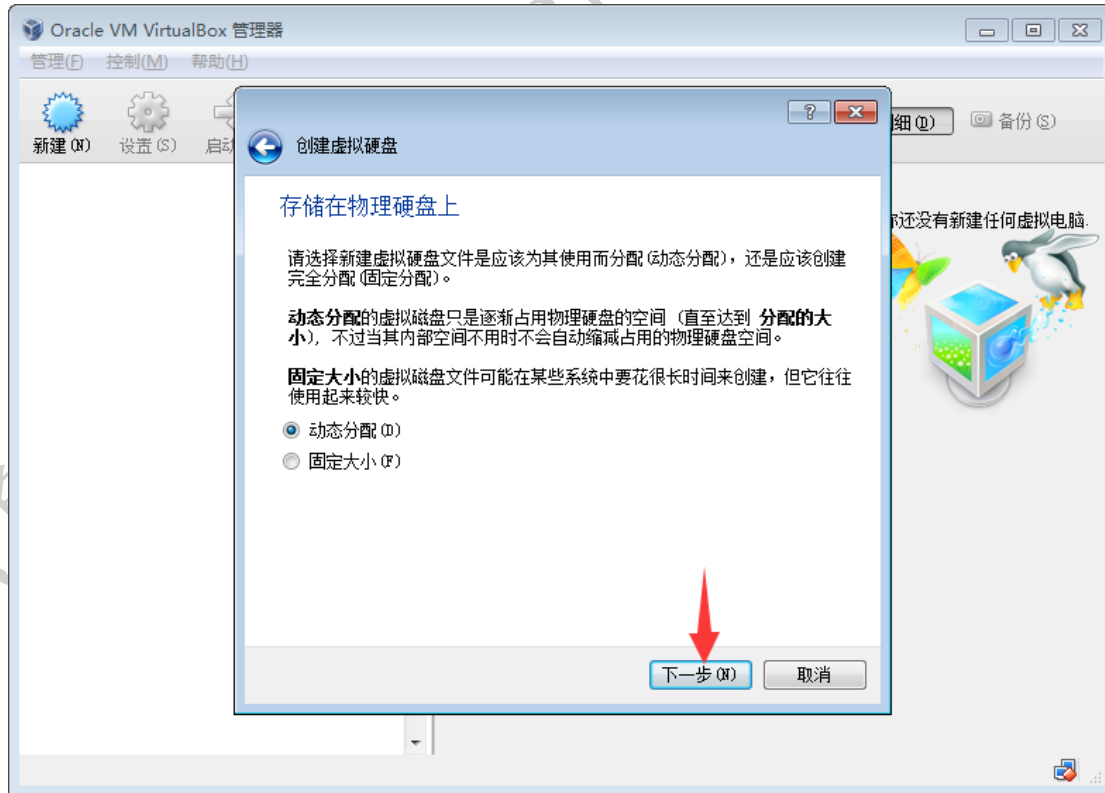 Oracle VM VirtualBox 管理器
管理(F) 控制(M) 帮助(H)
新建(N) 设置(S) 启动 细(D) 备份(S)
创建虚拟硬盘
存储在物理硬盘上
还没有新建任何虚拟电脑.
请选择新建虚拟硬盘文件是应该为其使用而分配(动态分配)，还是应该创建
完全分配(固定分配)。
动态分配的虚拟磁盘只是逐渐占用物理硬盘的空间（直至达到 分配的大
小），不过当其内部空间不用时不会自动缩减占用的物理硬盘空间。
固定大小的虚拟磁盘文件可能在某些系统中要花很长时间来创建，但它往往
使用起来较快。
动态分配(D)
固定大小(F)
下一步(N) 取消